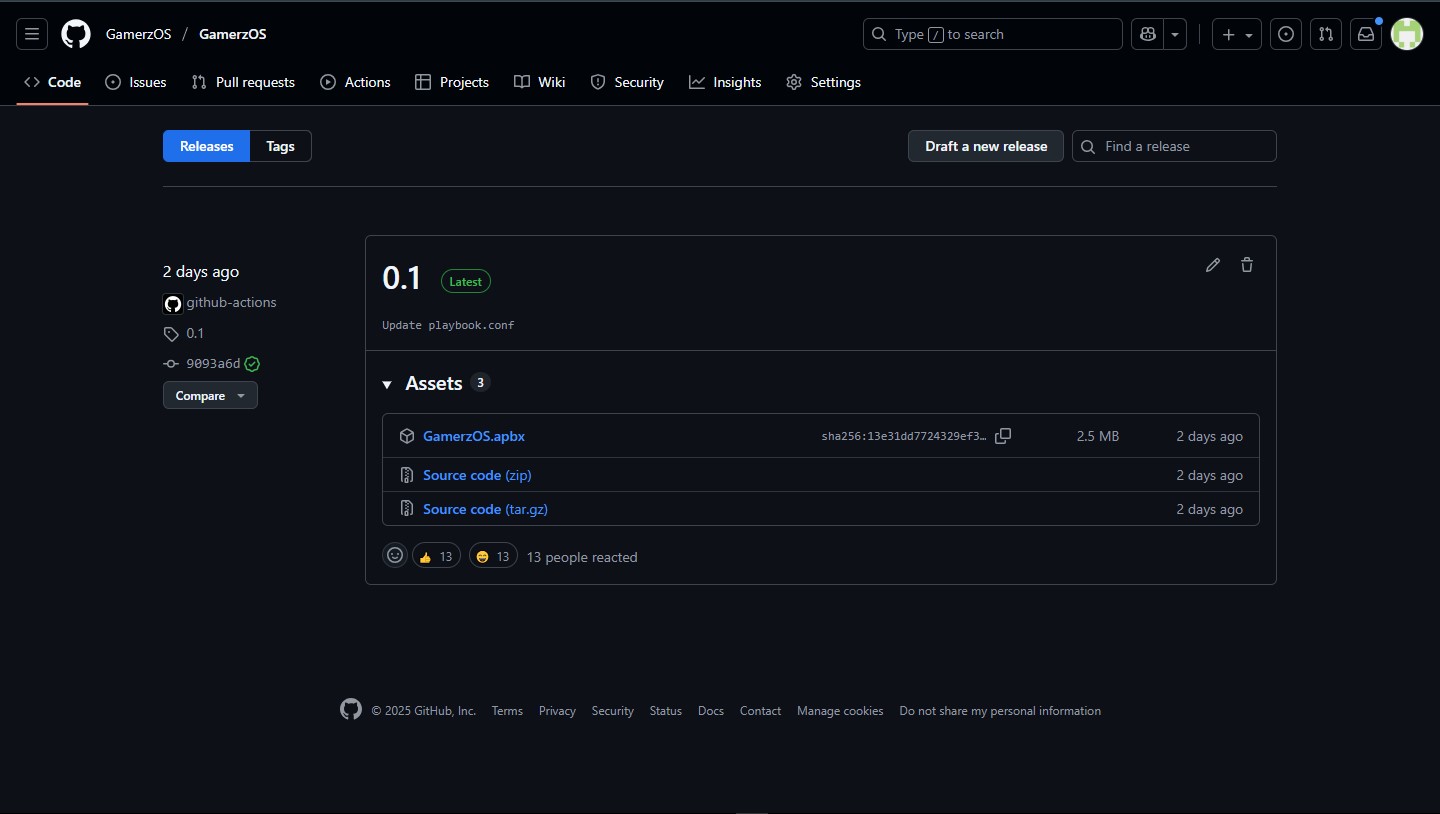 GamerzOS / GamerzOS
Type / to search
Code Issues Pull requests Actions Projects Wiki Security Insights Settings
Releases Tags
Draft a new release Find a release
2 days ago
github-actions
0.1
9093a6d
Compare
0.1 Latest
Update playbook.conf
Assets 3
GamerzOS.apbx sha256:13e31dd7724329ef3… 2.5 MB 2 days ago
Source code (zip) 2 days ago
Source code (tar.gz) 2 days ago
👍 13 😄 13 13 people reacted
© 2025 GitHub, Inc. Terms Privacy Security Status Docs Contact Manage cookies Do not share my personal information